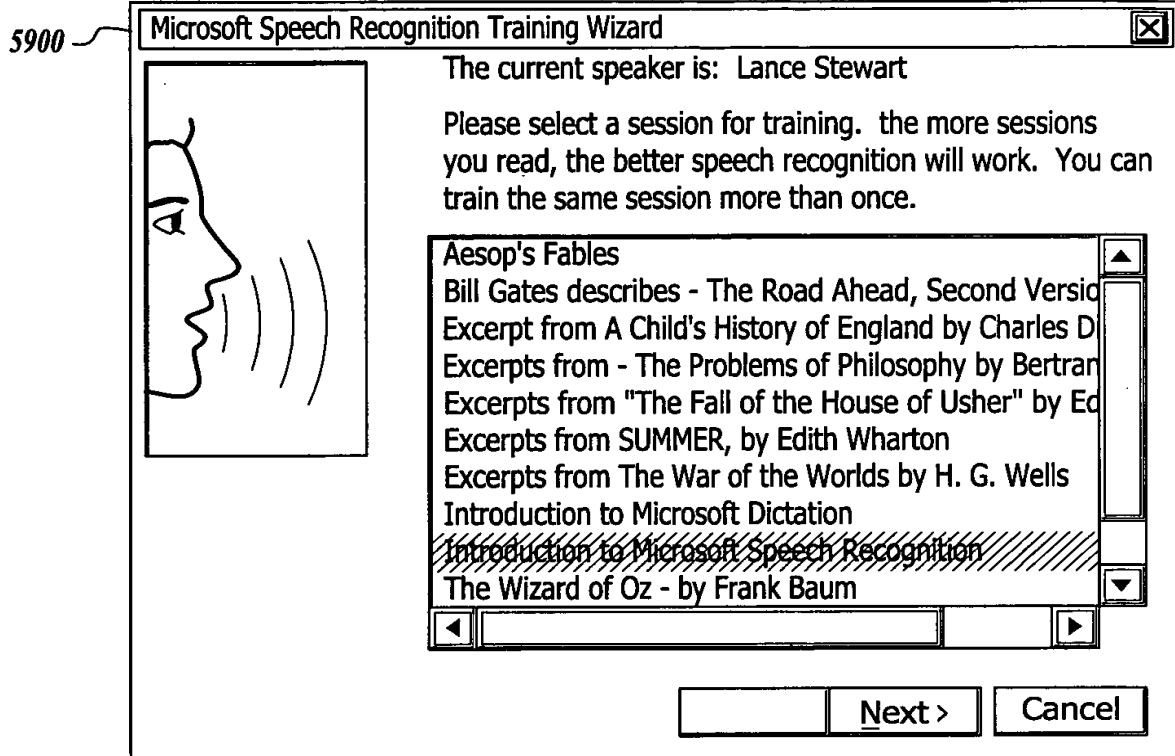 5900
Microsoft Speech Recognition Training Wizard
The current speaker is: Lance Stewart
Please select a session for training. the more sessions
you read, the better speech recognition will work. You can
train the same session more than once.
Aesop's Fables
Bill Gates describes - The Road Ahead, Second Versio
Excerpt from A Child's History of England by Charles D
Excerpts from - The Problems of Philosophy by Bertran
Excerpts from "The Fall of the House of Usher" by Ed
Excerpts from SUMMER, by Edith Wharton
Excerpts from The War of the Worlds by H. G. Wells
Introduction to Microsoft Dictation
Introduction to Microsoft Speech Recognition
The Wizard of Oz - by Frank Baum
Next > Cancel